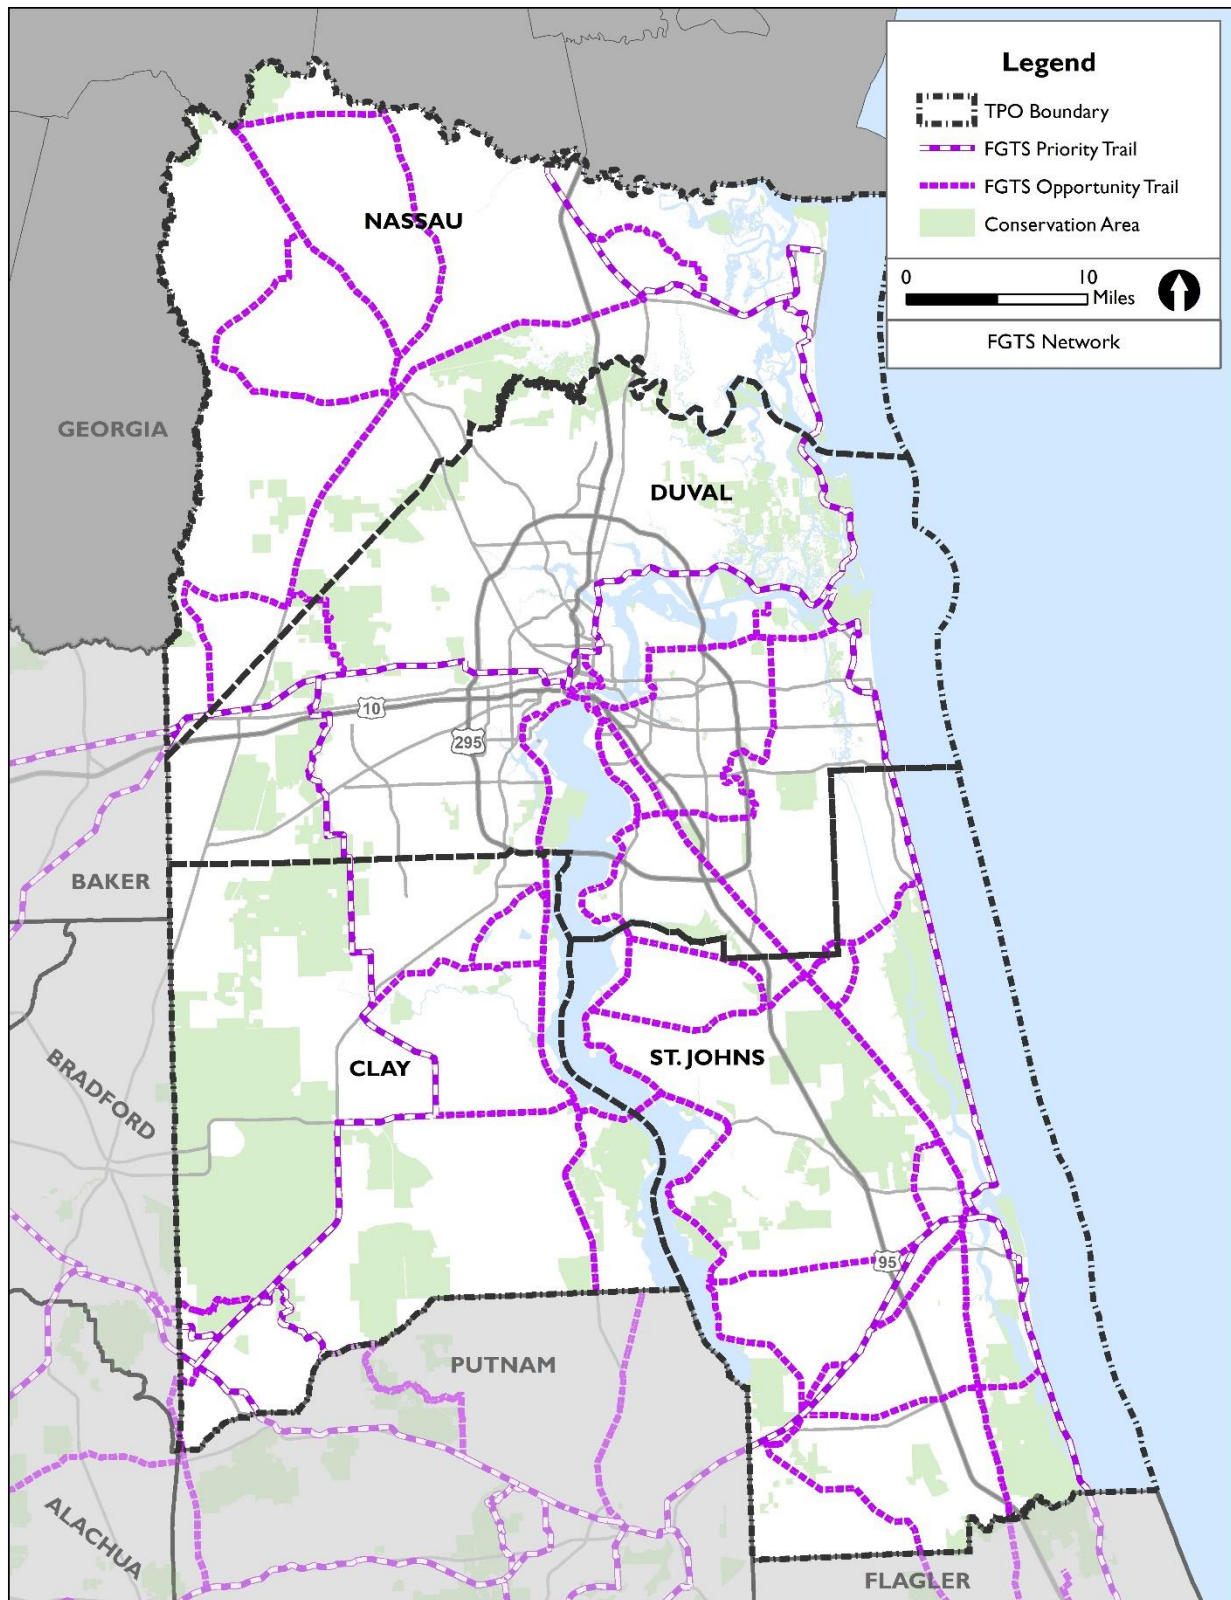 Legend
TPO Boundary
FGTS Priority Trail
FGTS Opportunity Trail
Conservation Area
0 10
Miles
FGTS Network
NASSAU
GEORGIA
DUVAL
10
295
BAKER
BRADFORD
CLAY
ST. JOHNS
95
PUTNAM
ALACHUA
FLAGLER